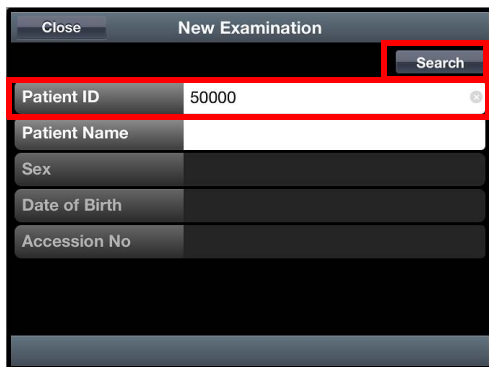 Close New Examination
Search
Patient ID 50000
Patient Name
Sex
Date of Birth
Accession No